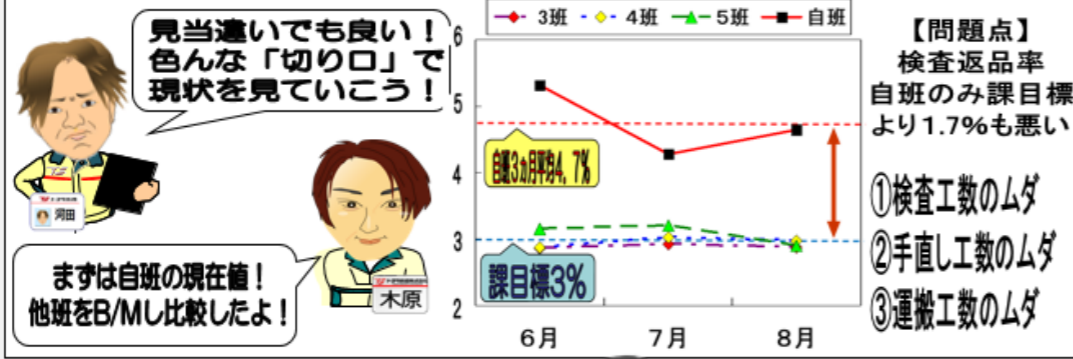 見当違いでも良い！
色んな「切り口」で
現状を見ていこう！
河田
まずは自班の現在値！
他班をB/Mし比較したよ！
木原
3班 4班 5班 自班
6
5
4
3
2
自班3ヵ月平均4．7%
課目標3%
6月 7月 8月
【問題点】
検査返品率
自班のみ課目標
より1.7%も悪い
①検査工数のムダ
②手直し工数のムダ
③運搬工数のムダ